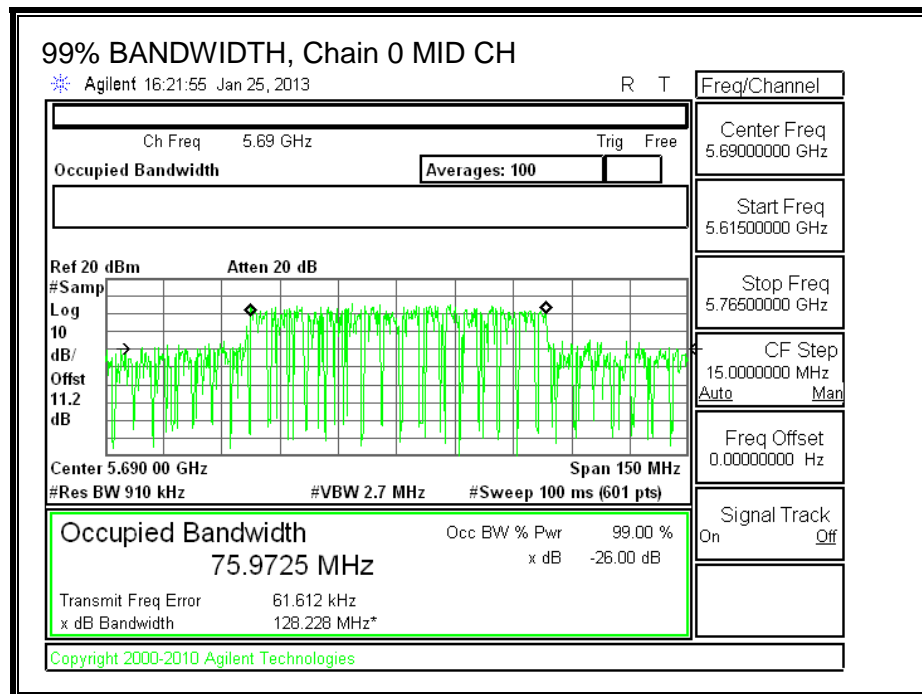 99% BANDWIDTH, Chain 0 MID CH
Agilent 16:21:55 Jan 25, 2013 R T
Freq/Channel
Ch Freq 5.69 GHz Trig Free
Occupied Bandwidth Averages: 100
Center Freq
5.69000000 GHz
Start Freq
5.61500000 GHz
Stop Freq
5.76500000 GHz
CF Step
15.0000000 MHz
Auto Man
Freq Offset
0.00000000 Hz
Signal Track
On Off
Ref 20 dBm Atten 20 dB
#Samp
Log
10
dB/
Offst
11.2
dB
Center 5.690 00 GHz Span 150 MHz
#Res BW 910 kHz #VBW 2.7 MHz #Sweep 100 ms (601 pts)
Occupied Bandwidth Occ BW % Pwr 99.00 %
75.9725 MHz x dB -26.00 dB
Transmit Freq Error 61.612 kHz
x dB Bandwidth 128.228 MHz*
Copyright 2000-2010 Agilent Technologies